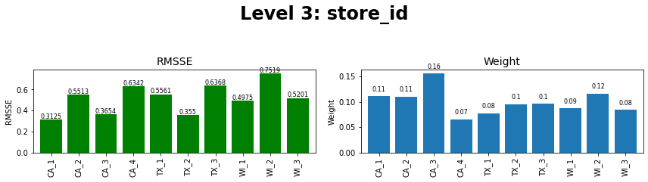 Level 3: store_id
RMSSE
RMSSE
0.6
0.4
0.2
0.0
0.3125
0.5513
0.3654
0.6342
0.5561
0.355
0.6368
0.4975
0.7519
0.5201
CA_1
CA_2
CA_3
CA_4
TX_1
TX_2
TX_3
WI_1
WI_2
WI_3
Weight
Weight
0.15
0.10
0.05
0.00
0.11
0.11
0.16
0.07
0.08
0.1
0.1
0.09
0.12
0.08
CA_1
CA_2
CA_3
CA_4
TX_1
TX_2
TX_3
WI_1
WI_2
WI_3